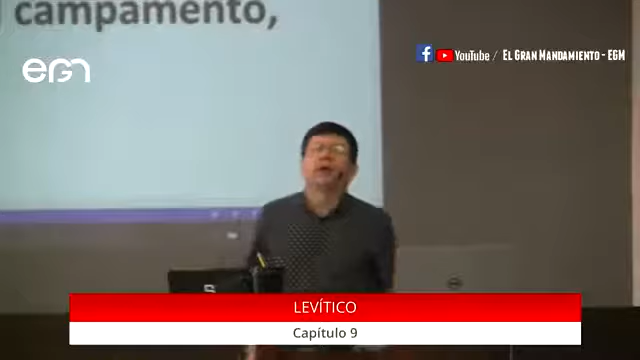 campamento,
egm
YouTube / El Gran Mandamiento - EGM
LEVÍTICO
Capítulo 9